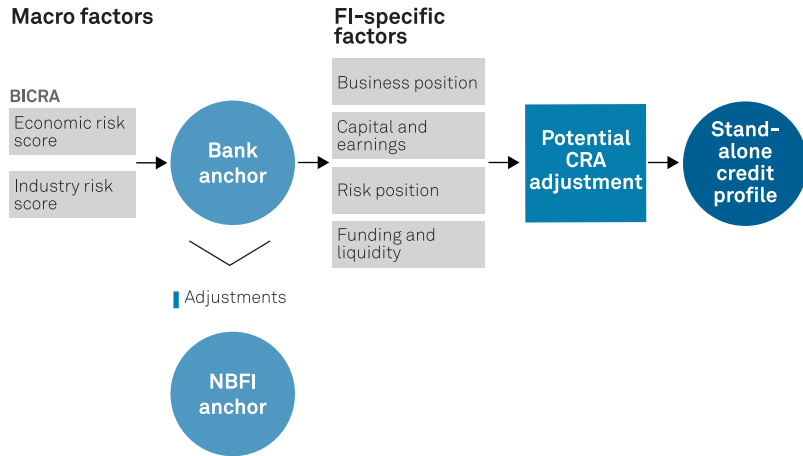 Macro factors
BICRA
Economic risk
score
Industry risk
score
Bank
anchor
Adjustments
NBFI
anchor
FI-specific
factors
Business position
Capital and
earnings
Risk position
Funding and
liquidity
Potential
CRA
adjustment
Stand-
alone
credit
profile